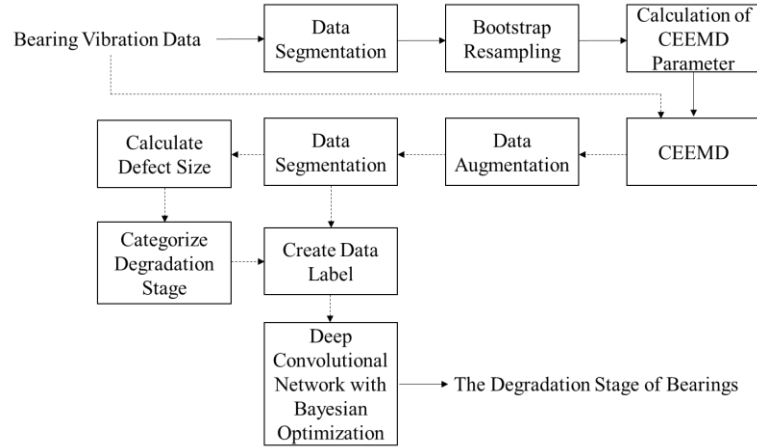 Bearing Vibration Data
Data
Segmentation
Bootstrap
Resampling
Calculation of
CEEMD
Parameter
Calculate
Defect Size
Data
Segmentation
Data
Augmentation
CEEMD
Categorize
Degradation
Stage
Create Data
Label
Deep
Convolutional
Network with
Bayesian
Optimization
The Degradation Stage of Bearings